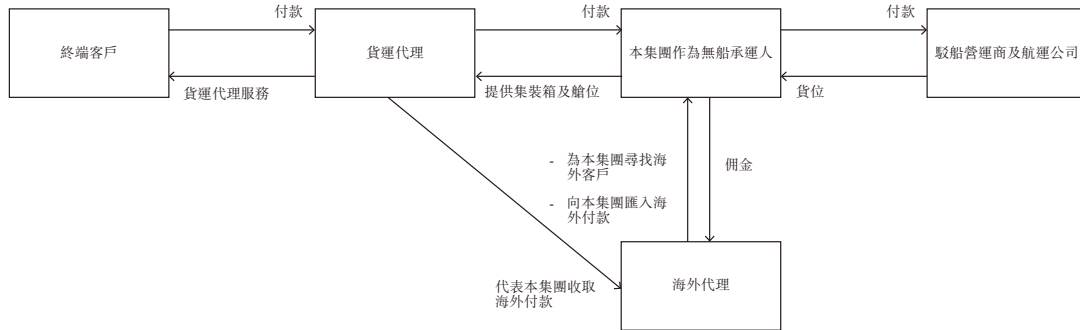 付款
付款
付款
終端客戶
貨運代理
本集團作為無船承運人
駁船營運商及航運公司
貨運代理服務
提供集裝箱及艙位
貨位
- 為本集團尋找海
外客戶
佣金
- 向本集團匯入海
外付款
代表本集團收取
海外付款
海外代理